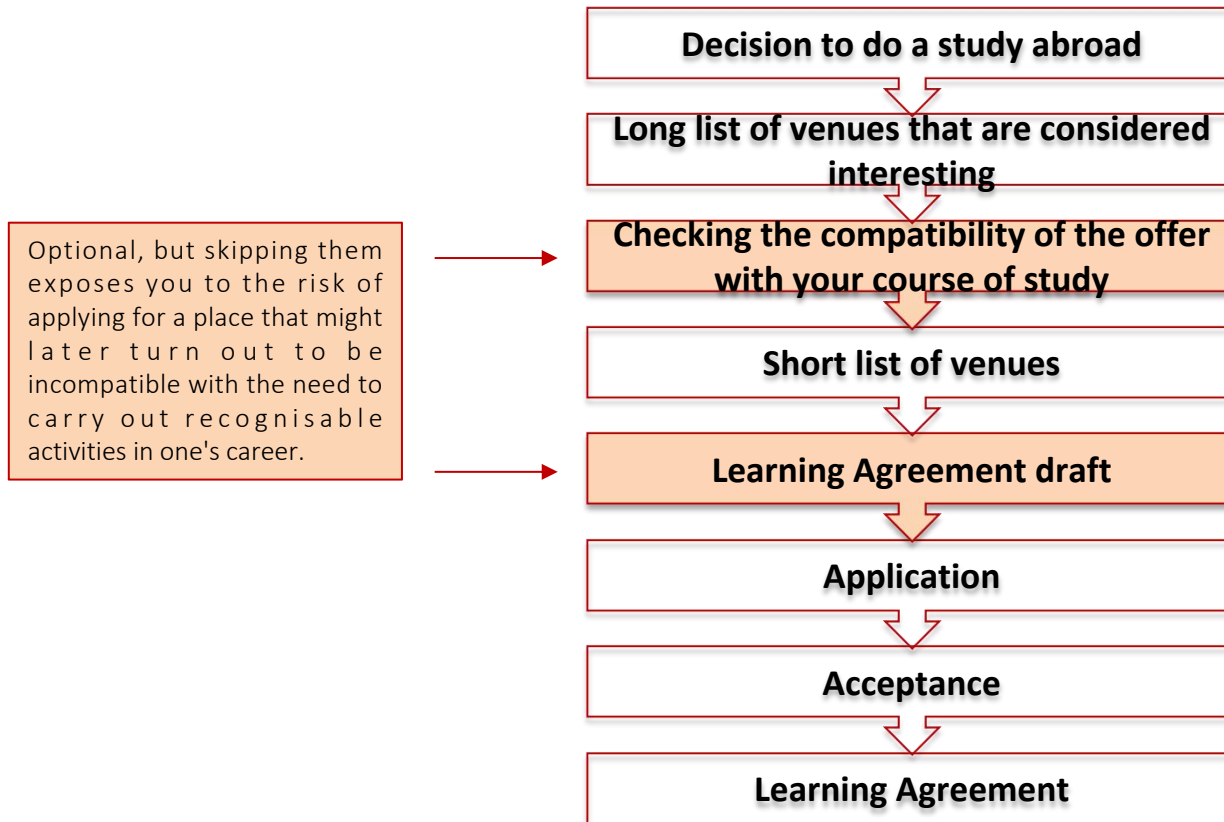 Decision to do a study abroad
Long list of venues that are considered
interesting
Optional, but skipping them
exposes you to the risk of
applying for a place that might
later turn out to be
incompatible with the need to
carry out recognisable
activities in one's career.
Checking the compatibility of the offer
with your course of study
Short list of venues
Learning Agreement draft
Application
Acceptance
Learning Agreement